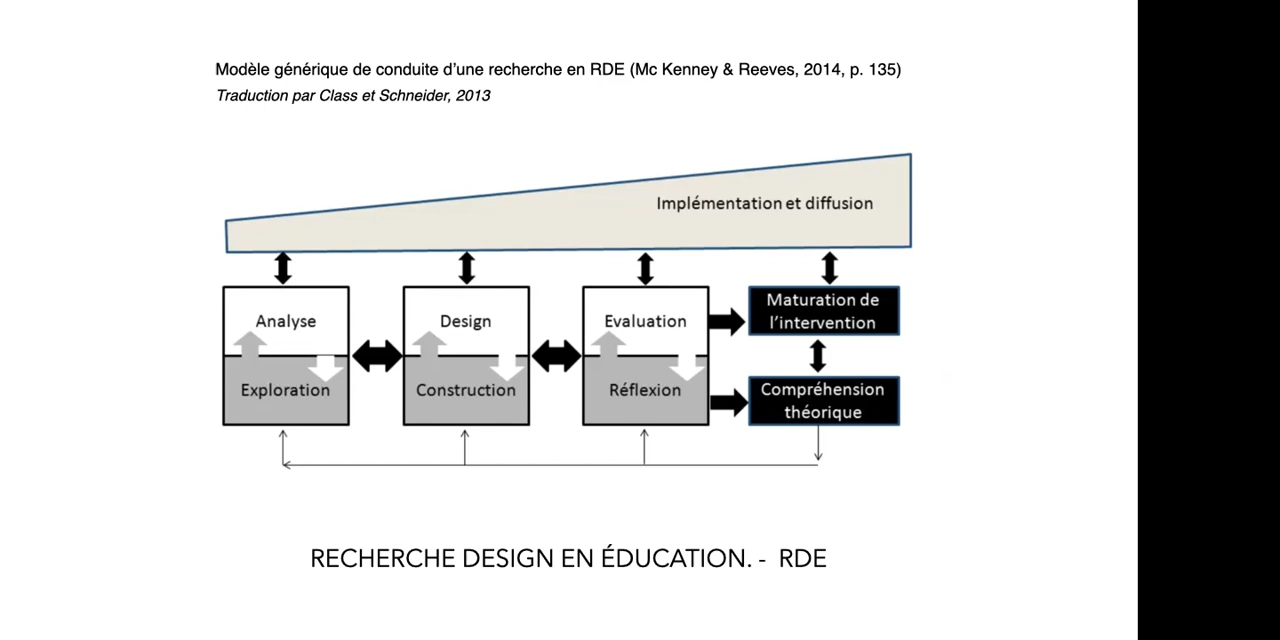 Modèle générique de conduite d’une recherche en RDE (Mc Kenney & Reeves, 2014, p. 135)
Traduction par Class et Schneider, 2013
Implémentation et diffusion
Analyse
Exploration
Design
Construction
Evaluation
Réflexion
Maturation de
l’intervention
Compréhension
théorique
RECHERCHE DESIGN EN ÉDUCATION. - RDE